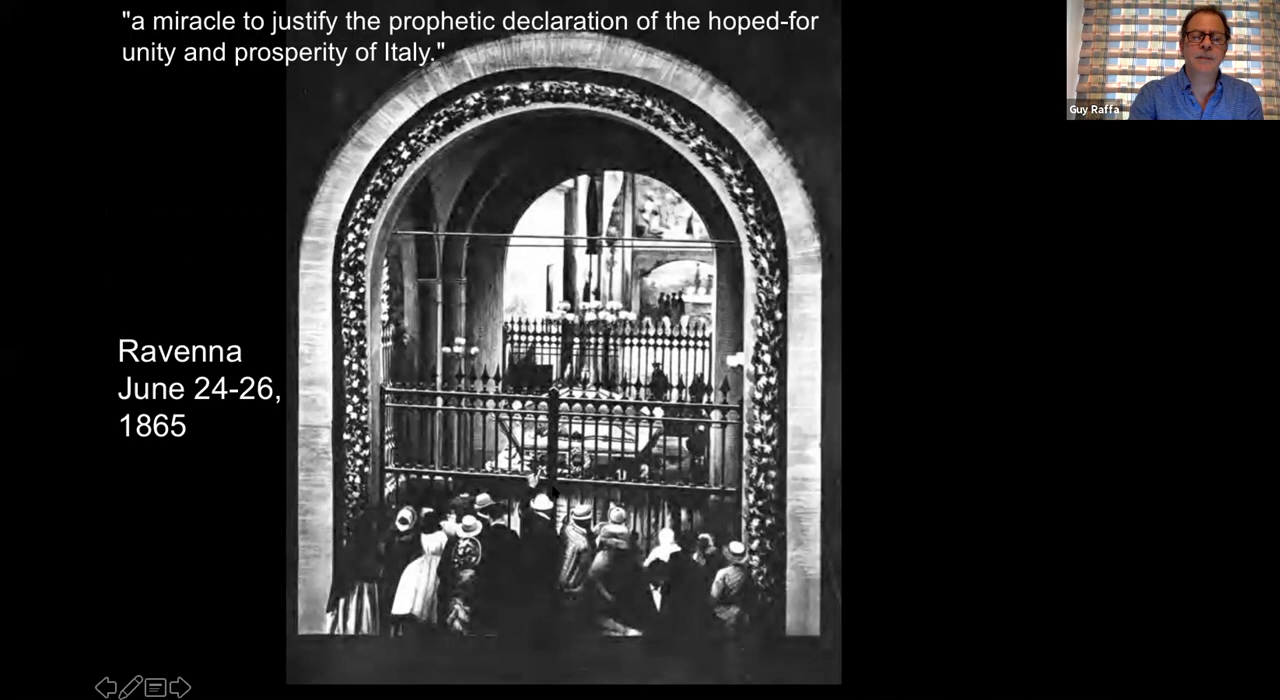 "a miracle to justify the prophetic declaration of the hoped-for
unity and prosperity of Italy."
Guy Raffa
Ravenna
June 24-26,
1865